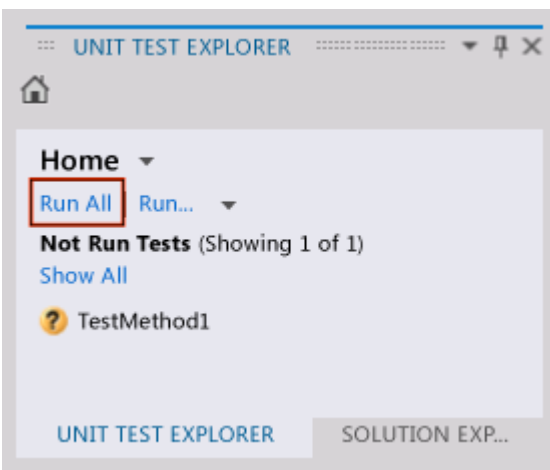 UNIT TEST EXPLORER
Home
Run All Run...
Not Run Tests (Showing 1 of 1)
Show All
TestMethod1
UNIT TEST EXPLORER SOLUTION EXP...